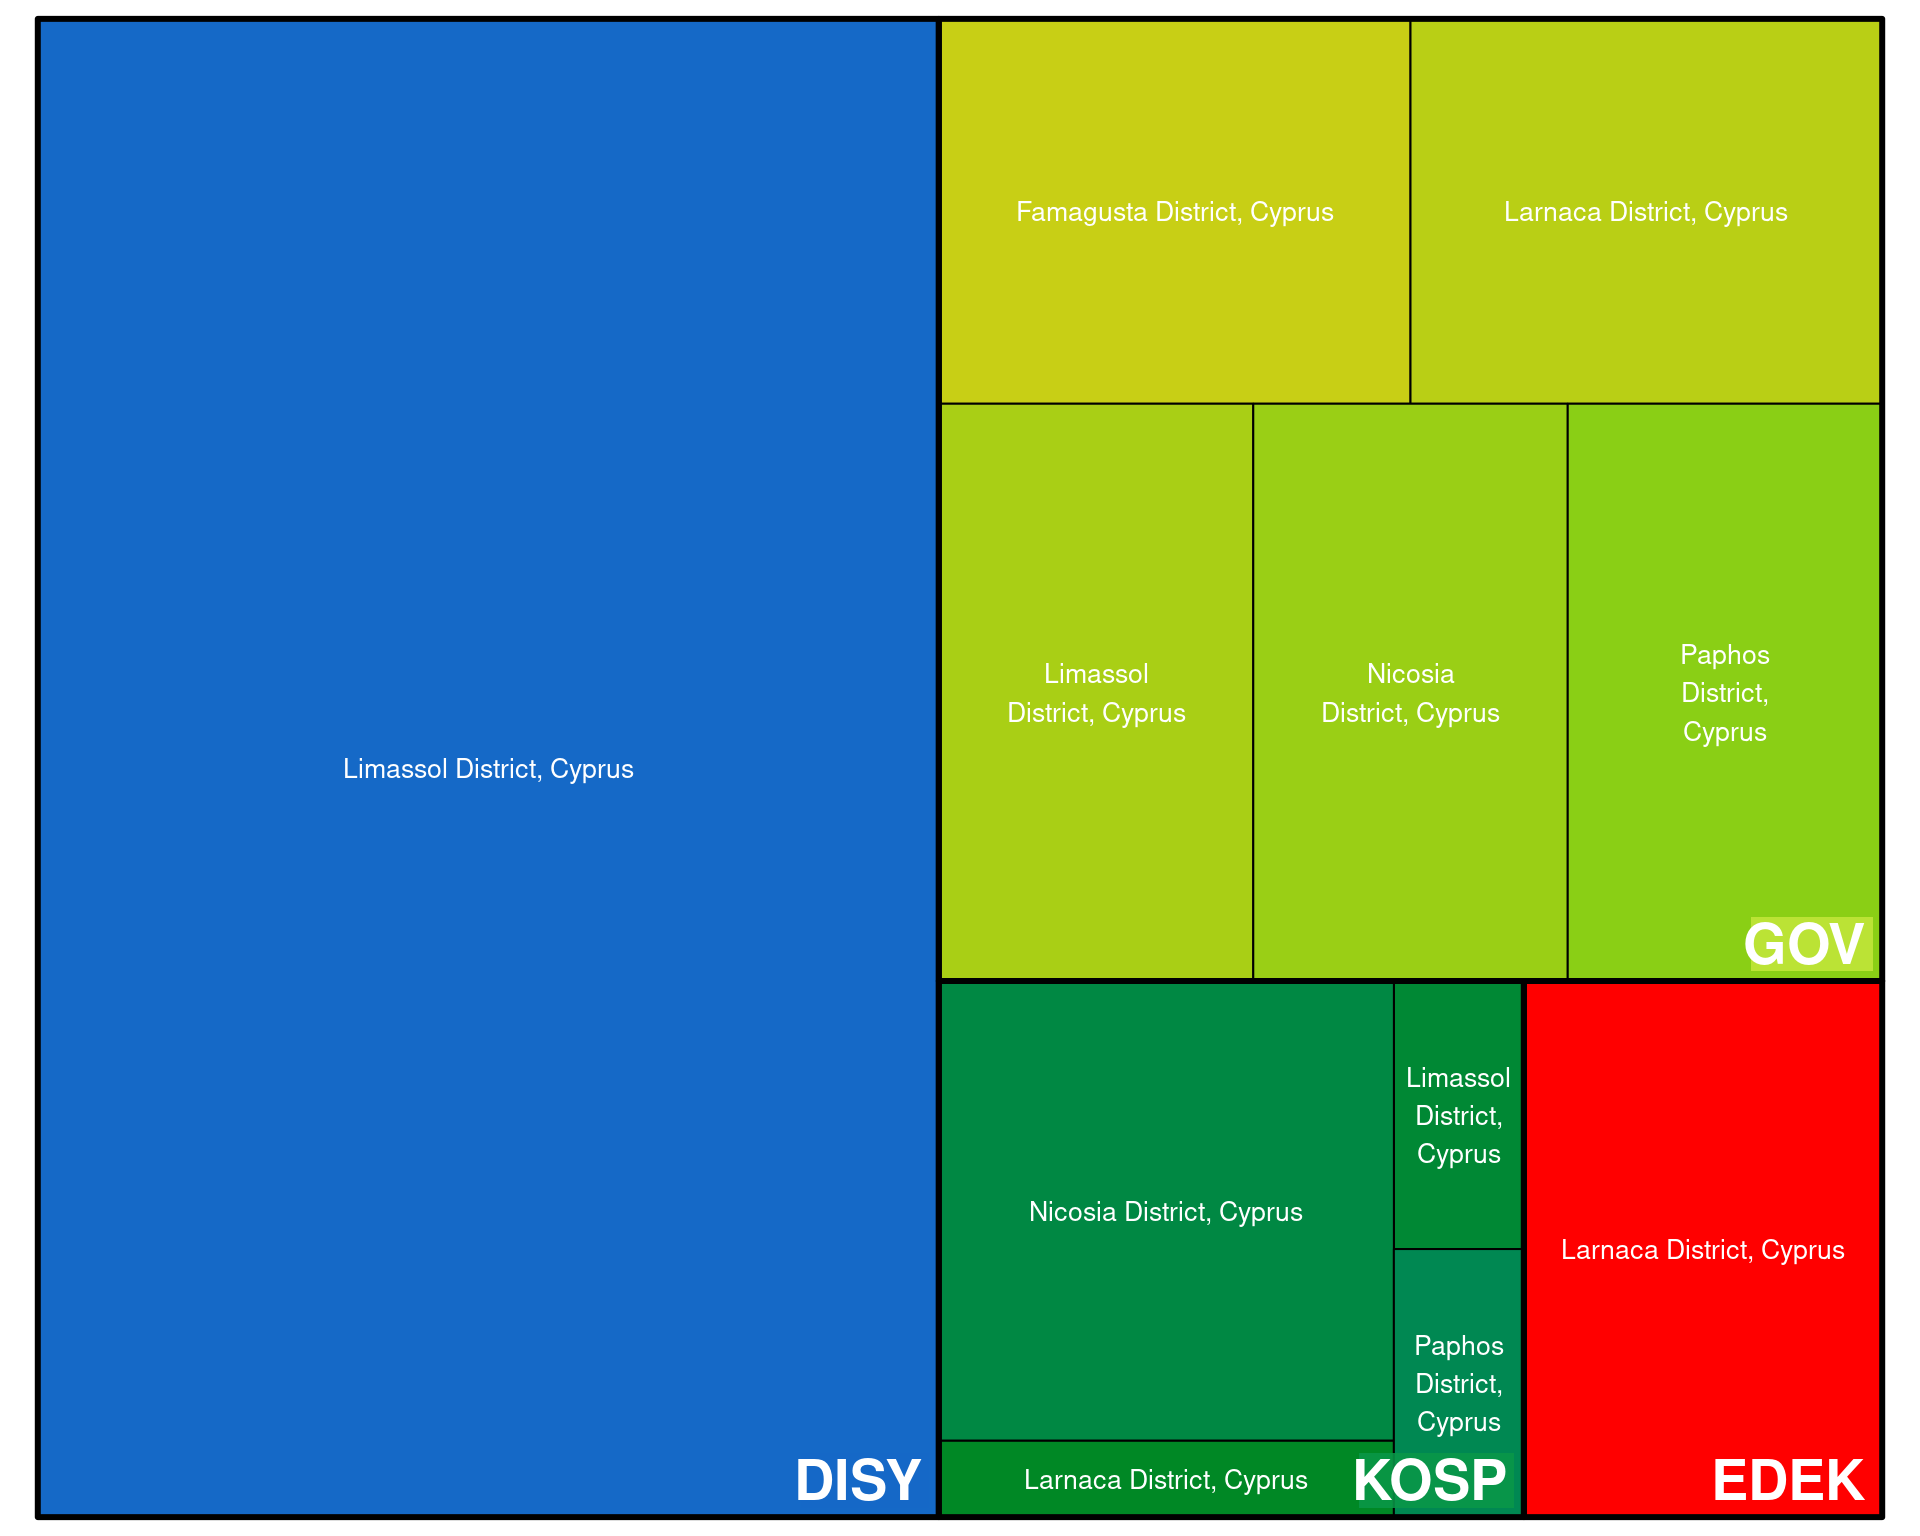 Limassol District, Cyprus
DISY
Famagusta District, Cyprus
Larnaca District, Cyprus
Limassol
District, Cyprus
Nicosia
District, Cyprus
Paphos
District,
Cyprus
GOV
Nicosia District, Cyprus
Limassol
District,
Cyprus
Larnaca District, Cyprus
Paphos
District,
Cyprus
KOSP
Larnaca District, Cyprus
EDEK